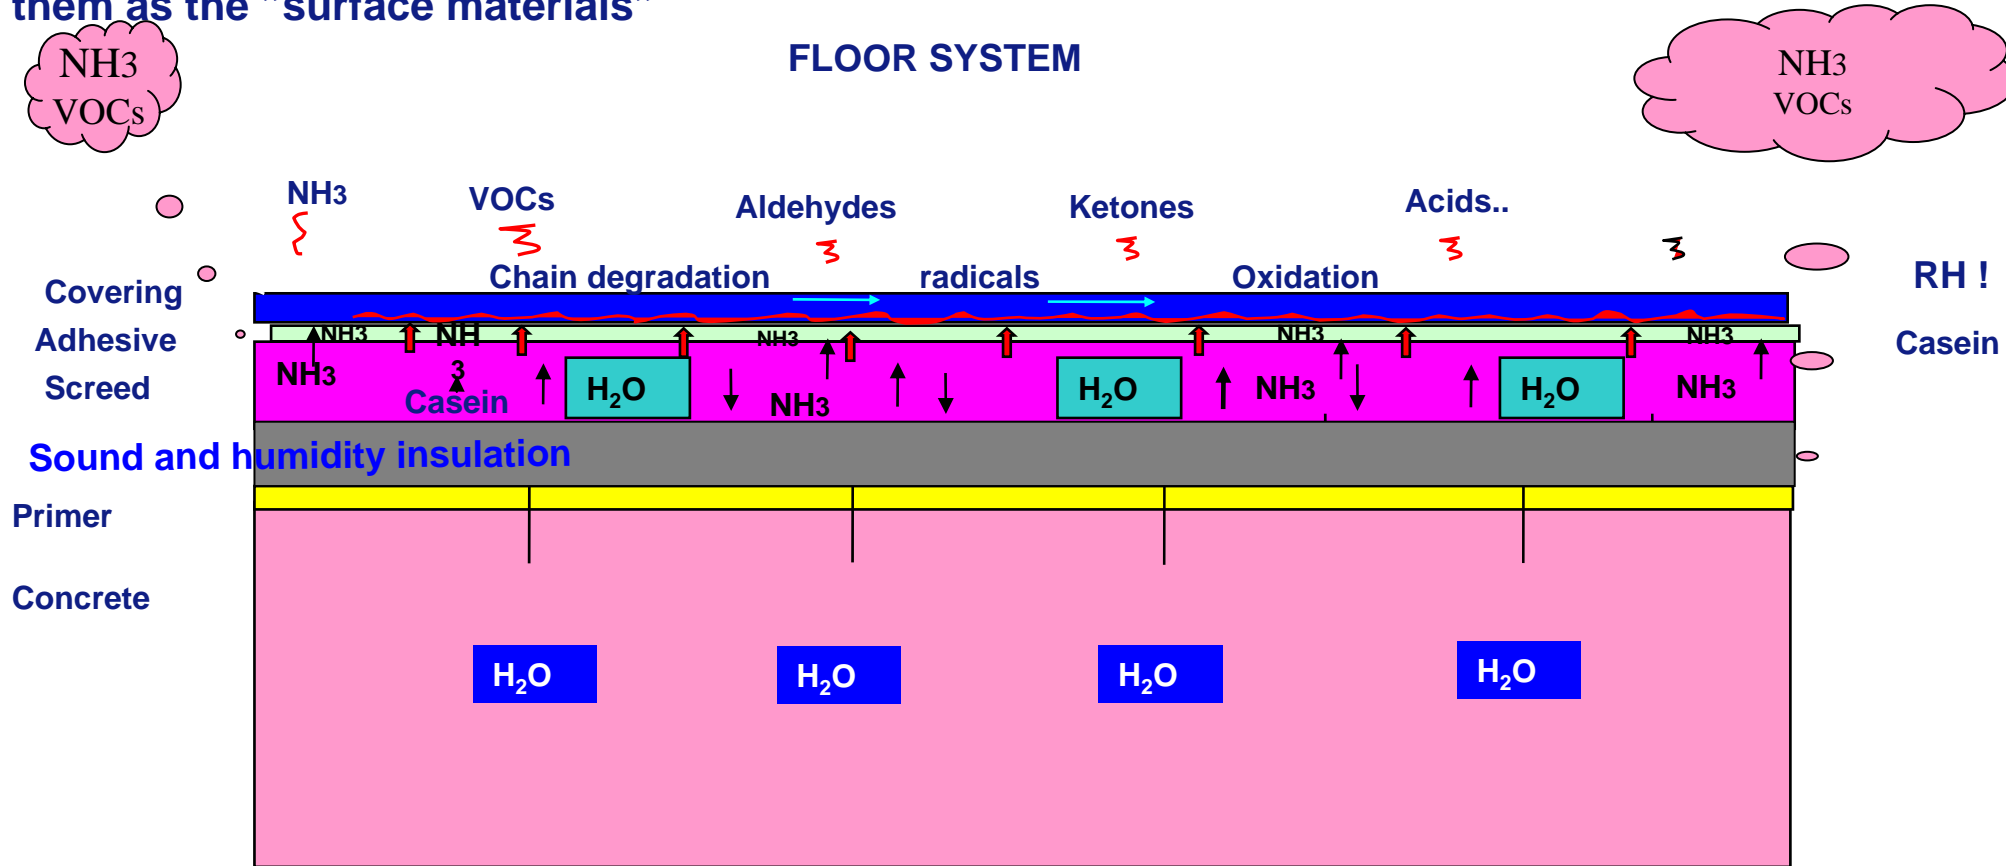 them as the "surface materials"
FLOOR SYSTEM
NH3
VOCs
NH3
VOCs
NH3 VOCs Aldehydes Ketones Acids..
Chain degradation radicals Oxidation
RH !
Covering
Adhesive
NH3 NH3 NH3 NH3 NH3
Casein
Screed
NH3 Casein H2O NH3 H2O NH3 H2O NH3
Sound and humidity insulation
Primer
Concrete
H2O H2O H2O H2O